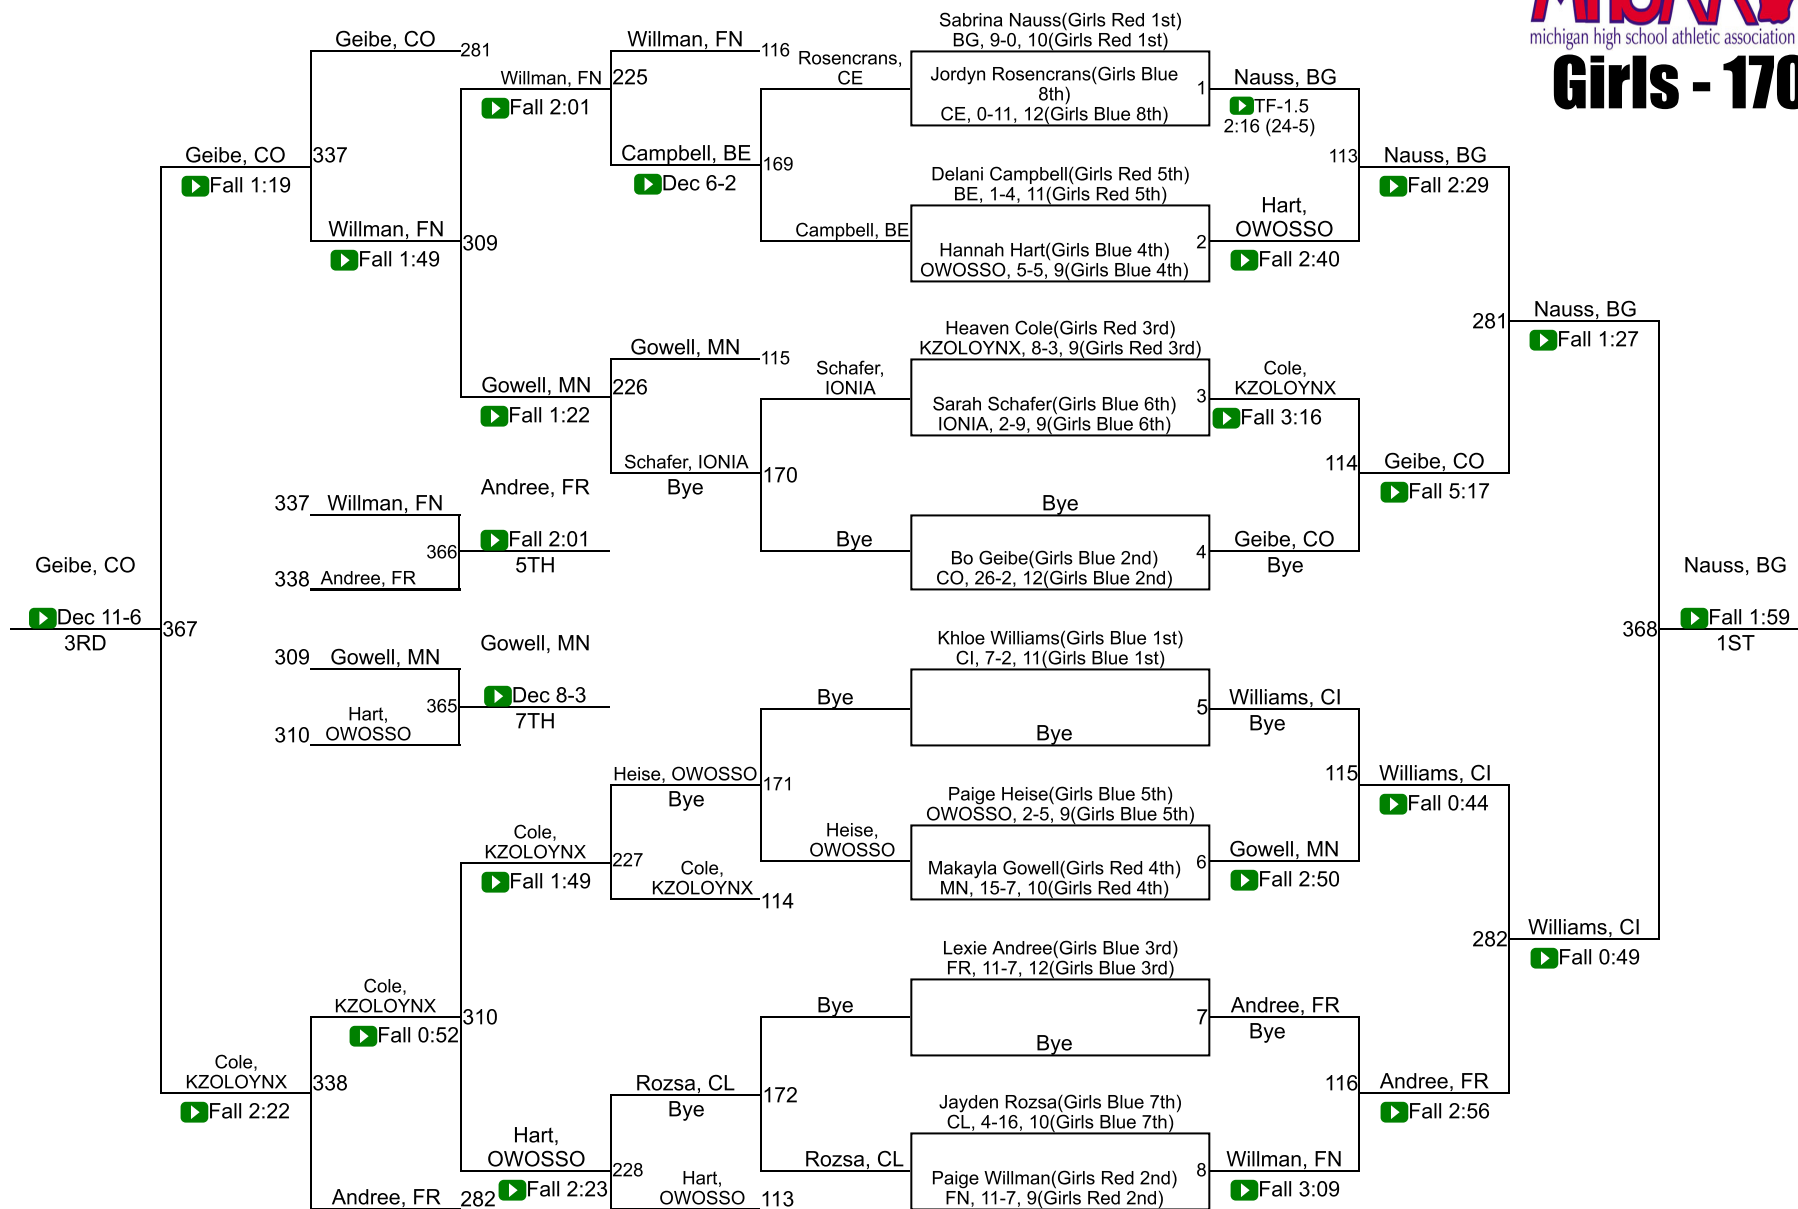 michigan high school athletic association
Girls - 170
Geibe, CO
281
Willman, FN
116
Willman, FN
225
Fall 2:01
Geibe, CO
337
Fall 1:19
Campbell, BE
169
Dec 6-2
Willman, FN
309
Fall 1:49
Gowell, MN
115
Gowell, MN
226
Fall 1:22
Schafer, IONIA
170
Bye
337
Willman, FN
Andree, FR
366
Fall 2:01
5TH
338
Andree, FR
Geibe, CO
Dec 11-6
367
3RD
309
Gowell, MN
Gowell, MN
365
Dec 8-3
7TH
310
Hart,
OWOSSO
Heise, OWOSSO
171
Bye
Cole,
KZOLOYNX
227
Fall 1:49
Cole,
KZOLOYNX
114
Cole,
KZOLOYNX
310
Fall 0:52
Cole,
KZOLOYNX
338
Fall 2:22
Rozsa, CL
172
Bye
Hart,
OWOSSO
228
Fall 2:23
Hart,
OWOSSO
113
Andree, FR
282
Rosencrans,
CE
Sabrina Nauss(Girls Red 1st)
BG, 9-0, 10(Girls Red 1st)
Jordyn Rosencrans(Girls Blue
8th)
CE, 0-11, 12(Girls Blue 8th)
1
Nauss, BG
TF-1.5
2:16 (24-5)
Campbell, BE
Delani Campbell(Girls Red 5th)
BE, 1-4, 11(Girls Red 5th)
Hannah Hart(Girls Blue 4th)
OWOSSO, 5-5, 9(Girls Blue 4th)
2
Hart,
OWOSSO
Fall 2:40
113
Nauss, BG
Fall 2:29
Schafer,
IONIA
Heaven Cole(Girls Red 3rd)
KZOLOYNX, 8-3, 9(Girls Red 3rd)
Sarah Schafer(Girls Blue 6th)
IONIA, 2-9, 9(Girls Blue 6th)
3
Cole,
KZOLOYNX
Fall 3:16
281
Nauss, BG
Fall 1:27
114
Geibe, CO
Fall 5:17
Bye
Bye
Bo Geibe(Girls Blue 2nd)
CO, 26-2, 12(Girls Blue 2nd)
4
Geibe, CO
Bye
Nauss, BG
368
Fall 1:59
1ST
Bye
Khloe Williams(Girls Blue 1st)
CI, 7-2, 11(Girls Blue 1st)
Bye
5
Williams, CI
Bye
115
Williams, CI
Fall 0:44
Heise,
OWOSSO
Paige Heise(Girls Blue 5th)
OWOSSO, 2-5, 9(Girls Blue 5th)
Makayla Gowell(Girls Red 4th)
MN, 15-7, 10(Girls Red 4th)
6
Gowell, MN
Fall 2:50
282
Williams, CI
Fall 0:49
Bye
Lexie Andree(Girls Blue 3rd)
FR, 11-7, 12(Girls Blue 3rd)
Bye
7
Andree, FR
Bye
116
Andree, FR
Fall 2:56
Rozsa, CL
Jayden Rozsa(Girls Blue 7th)
CL, 4-16, 10(Girls Blue 7th)
Paige Willman(Girls Red 2nd)
FN, 11-7, 9(Girls Red 2nd)
8
Willman, FN
Fall 3:09